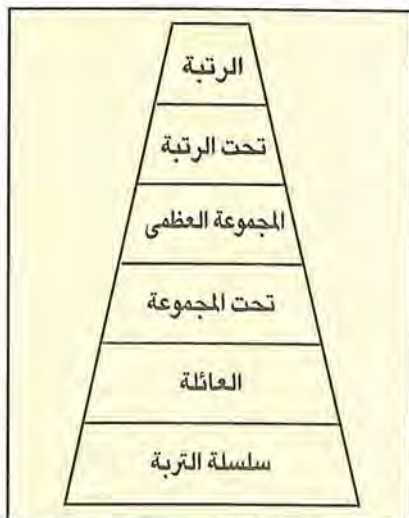 الرتبة
تحت الرتبة
المجموعة العظمى
تحت المجموعة
العائلة
سلسلة التربة